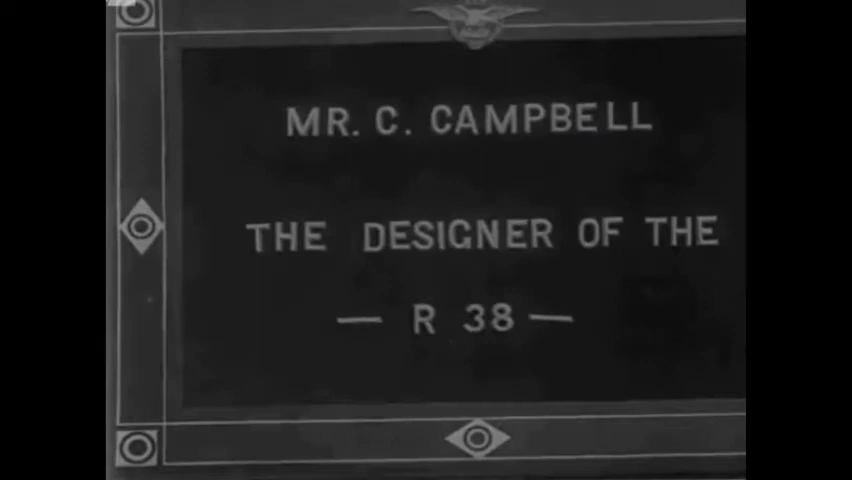 MR. C. CAMPBELL
THE DESIGNER OF THE
— R 38 —